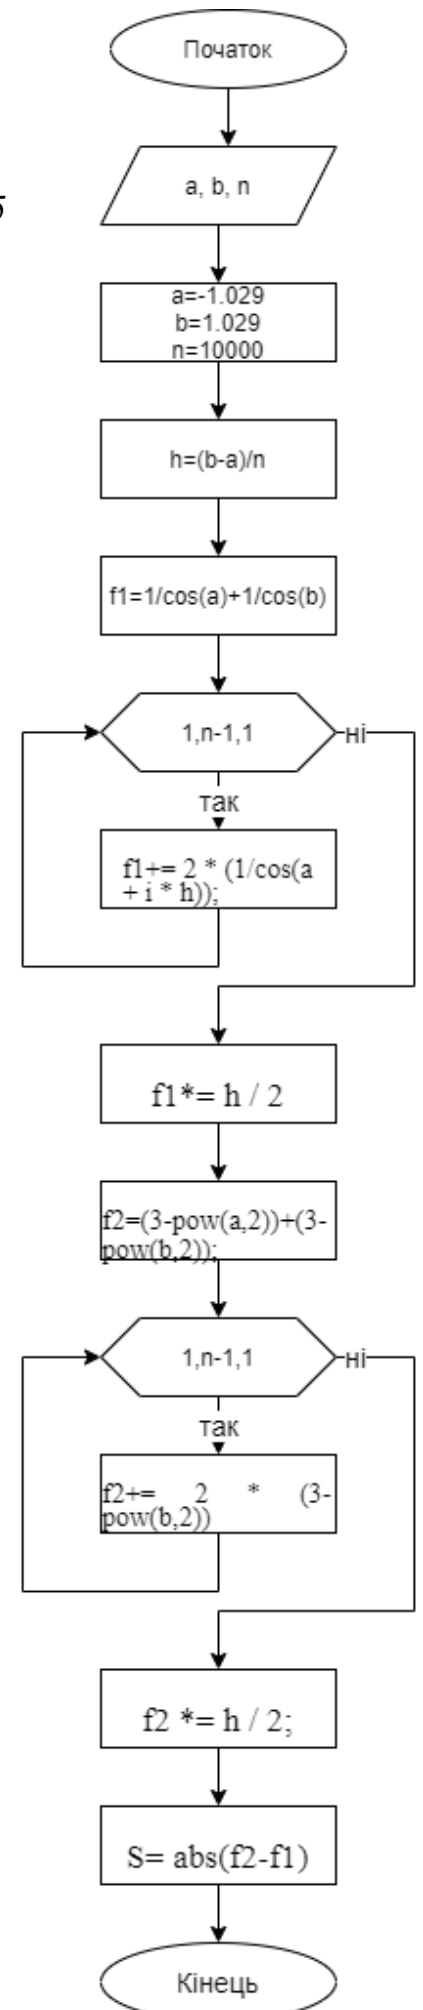 Початок
a, b, n
a=-1.029
b=1.029
n=10000
h=(b-a)/n
f1=1/cos(a)+1/cos(b)
1,n-1,1
ні
так
f1+= 2 * (1/cos(a
+ i * h));
f1*= h / 2
f2=(3-pow(a,2))+(3-
pow(b,2));
1,n-1,1
ні
так
f2+= 2 * (3-
pow(b,2))
f2 *= h / 2;
S= abs(f2-f1)
Кінець